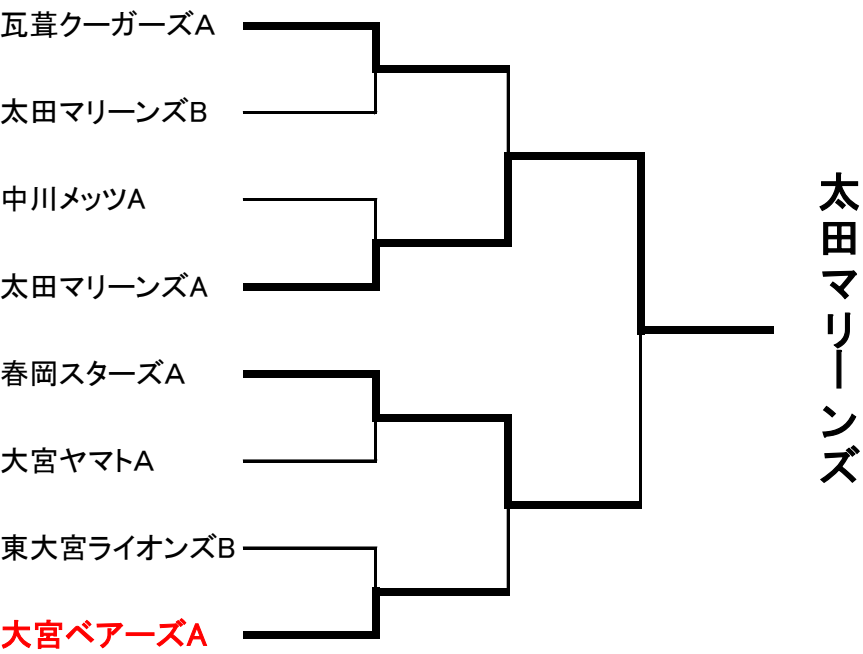 瓦葺クーガーズA
太田マリーンズB
中川メッツA
太田マリーンズA
春岡スターズA
大宮ヤマトA
東大宮ライオンズB
大宮ベアーズA
太田マリーンズ